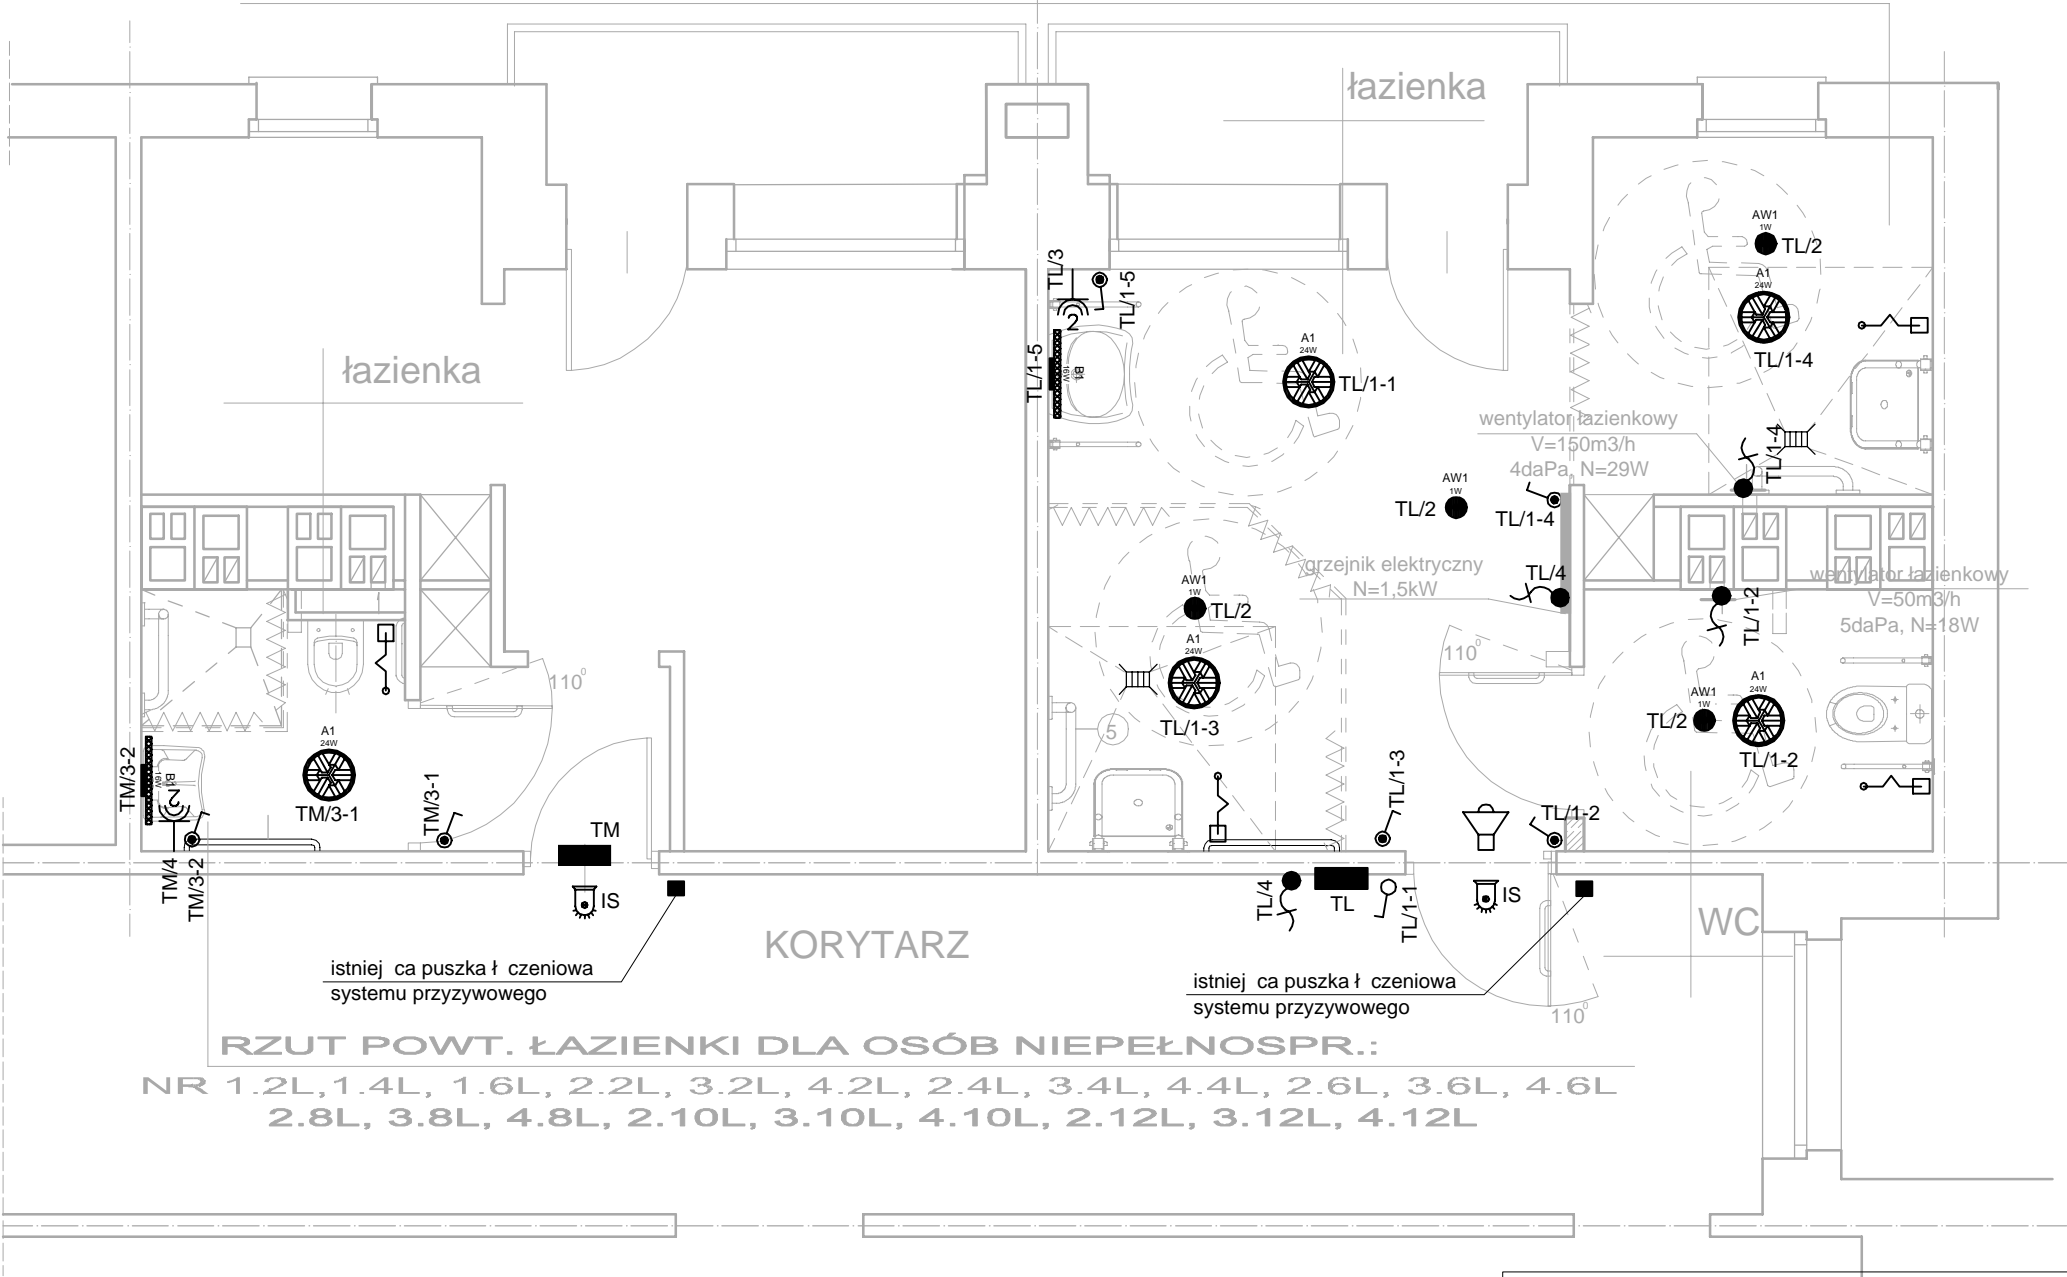 łazienka
AW1
1W
TL/2
A1
24W
TL/1-4
TL/3
TL/1-5
2
TL/1-5
B1
16W
A1
24W
TL/1-1
łazienka
wentylator łazienkowy
V=150m3/h
4daPa, N=29W
TL/1-4
AW1
1W
TL/2
TL/1-4
grzejnik elektryczny
N=1,5kW
TL/4
wentylator łazienkowy
V=50m3/h
5daPa, N=18W
TL/1-2
AW1
1W
TL/2
A1
24W
TL/1-3
5
110°
110°
AW1
1W
TL/2
A1
24W
TL/1-2
A1
24W
TM/3-1
TM/3-2
B1
16W
2
TM/4
TM/3-2
TM/3-1
TM
IS
TL/1-3
TL/1-2
TL/4
TL
TL/1-1
IS
WC
KORYTARZ
istniej ca puszka ł czeniowa
systemu przyzywowego
istniej ca puszka ł czeniowa
systemu przyzywowego
110°
RZUT POWT. ŁAZIENKI DLA OSÓB NIEPEŁNOSPR.:
NR 1.2L,1.4L, 1.6L, 2.2L, 3.2L, 4.2L, 2.4L, 3.4L, 4.4L, 2.6L, 3.6L, 4.6L
2.8L, 3.8L, 4.8L, 2.10L, 3.10L, 4.10L, 2.12L, 3.12L, 4.12L